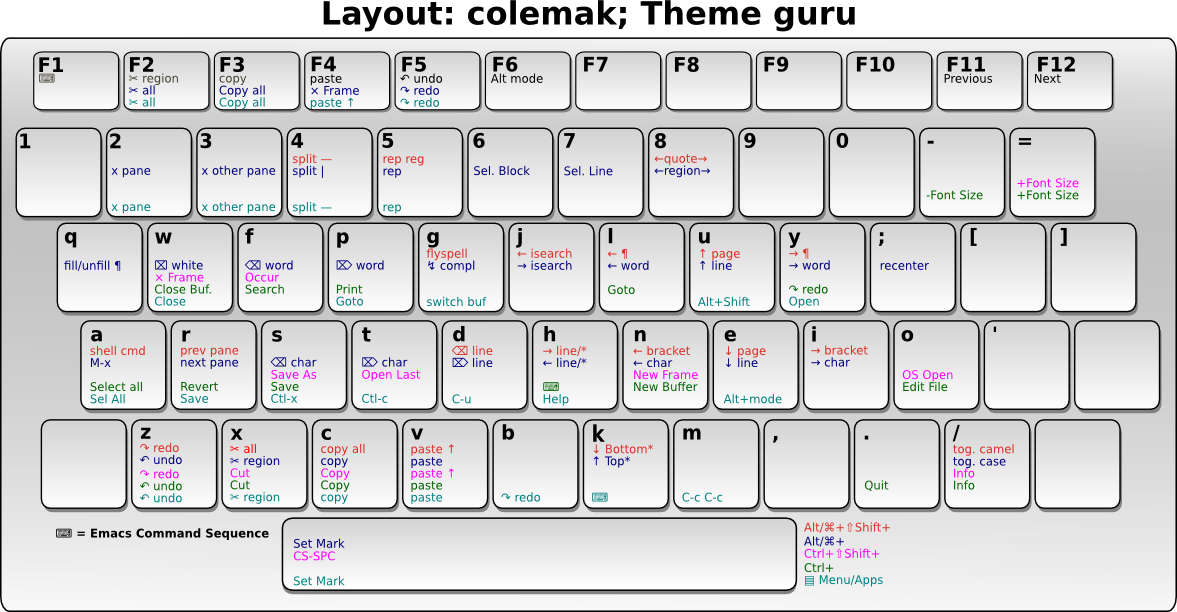 Layout: colemak; Theme guru
F1
⌨
F2
✂ region
✂ all
✂ all
F3
copy
Copy all
Copy all
F4
paste
× Frame
paste ↑
F5
↶ undo
↷ redo
↷ redo
F6
Alt mode
F7
F8
F9
F10
F11
Previous
F12
Next
1
2
x pane
x pane
3
x other pane
x other pane
4
split —
split |
split —
5
rep reg
rep
rep
6
Sel. Block
7
Sel. Line
8
←quote→
←region→
9
0
-
-Font Size
=
+Font Size
+Font Size
q
fill/unfill ¶
w
⌧ white
× Frame
Close Buf.
Close
f
⌫ word
Occur
Search
p
⌦ word
Print
Goto
g
flyspell
↯ compl
switch buf
j
← isearch
→ isearch
l
← ¶
← word
Goto
u
↑ page
↑ line
Alt+Shift
y
→ ¶
→ word
↷ redo
Open
;
recenter
[
]
a
shell cmd
M-x
Select all
Sel All
r
prev pane
next pane
Revert
Save
s
⌫ char
Save As
Save
Ctl-x
t
⌦ char
Open Last
Ctl-c
d
⌫ line
⌦ line
C-u
h
→ line/*
← line/*
⌨
Help
n
← bracket
← char
New Frame
New Buffer
e
↓ page
↓ line
Alt+mode
i
→ bracket
→ char
o
OS Open
Edit File
'
z
↷ redo
↶ undo
↷ redo
↶ undo
↶ undo
x
✂ all
✂ region
Cut
Cut
✂ region
c
copy all
copy
Copy
Copy
copy
v
paste ↑
paste
paste ↑
paste
paste
b
↷ redo
k
↓ Bottom*
↑ Top*
⌨
m
C-c C-c
,
.
Quit
/
tog. camel
tog. case
Info
Info
⌨ = Emacs Command Sequence
Set Mark
CS-SPC
Set Mark
Alt/⌘+⇧Shift+
Alt/⌘+
Ctrl+⇧Shift+
Ctrl+
▤ Menu/Apps